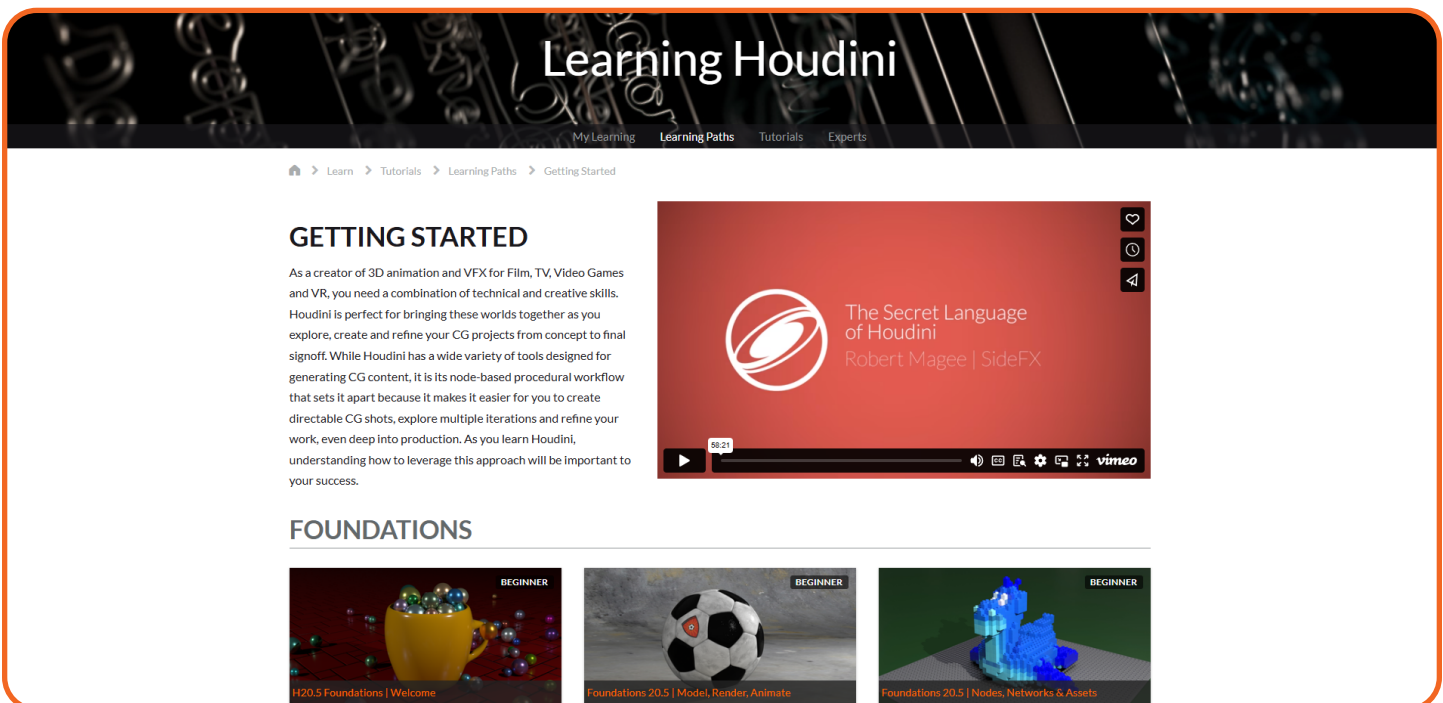 Learning Houdini
My Learning Learning Paths Tutorials Experts
Learn Tutorials Learning Paths Getting Started
GETTING STARTED
As a creator of 3D animation and VFX for Film, TV, Video Games
and VR, you need a combination of technical and creative skills.
Houdini is perfect for bringing these worlds together as you
explore, create and refine your CG projects from concept to final
signoff. While Houdini has a wide variety of tools designed for
generating CG content, it is its node-based procedural workflow
that sets it apart because it makes it easier for you to create
directable CG shots, explore multiple iterations and refine your
work, even deep into production. As you learn Houdini,
understanding how to leverage this approach will be important to
your success.
The Secret Language
of Houdini
Robert Magee | SideFX
58:21
CC
vimeo
FOUNDATIONS
BEGINNER
H20.5 Foundations | Welcome
BEGINNER
Foundations 20.5 | Model, Render, Animate
BEGINNER
Foundations 20.5 | Nodes, Networks & Assets